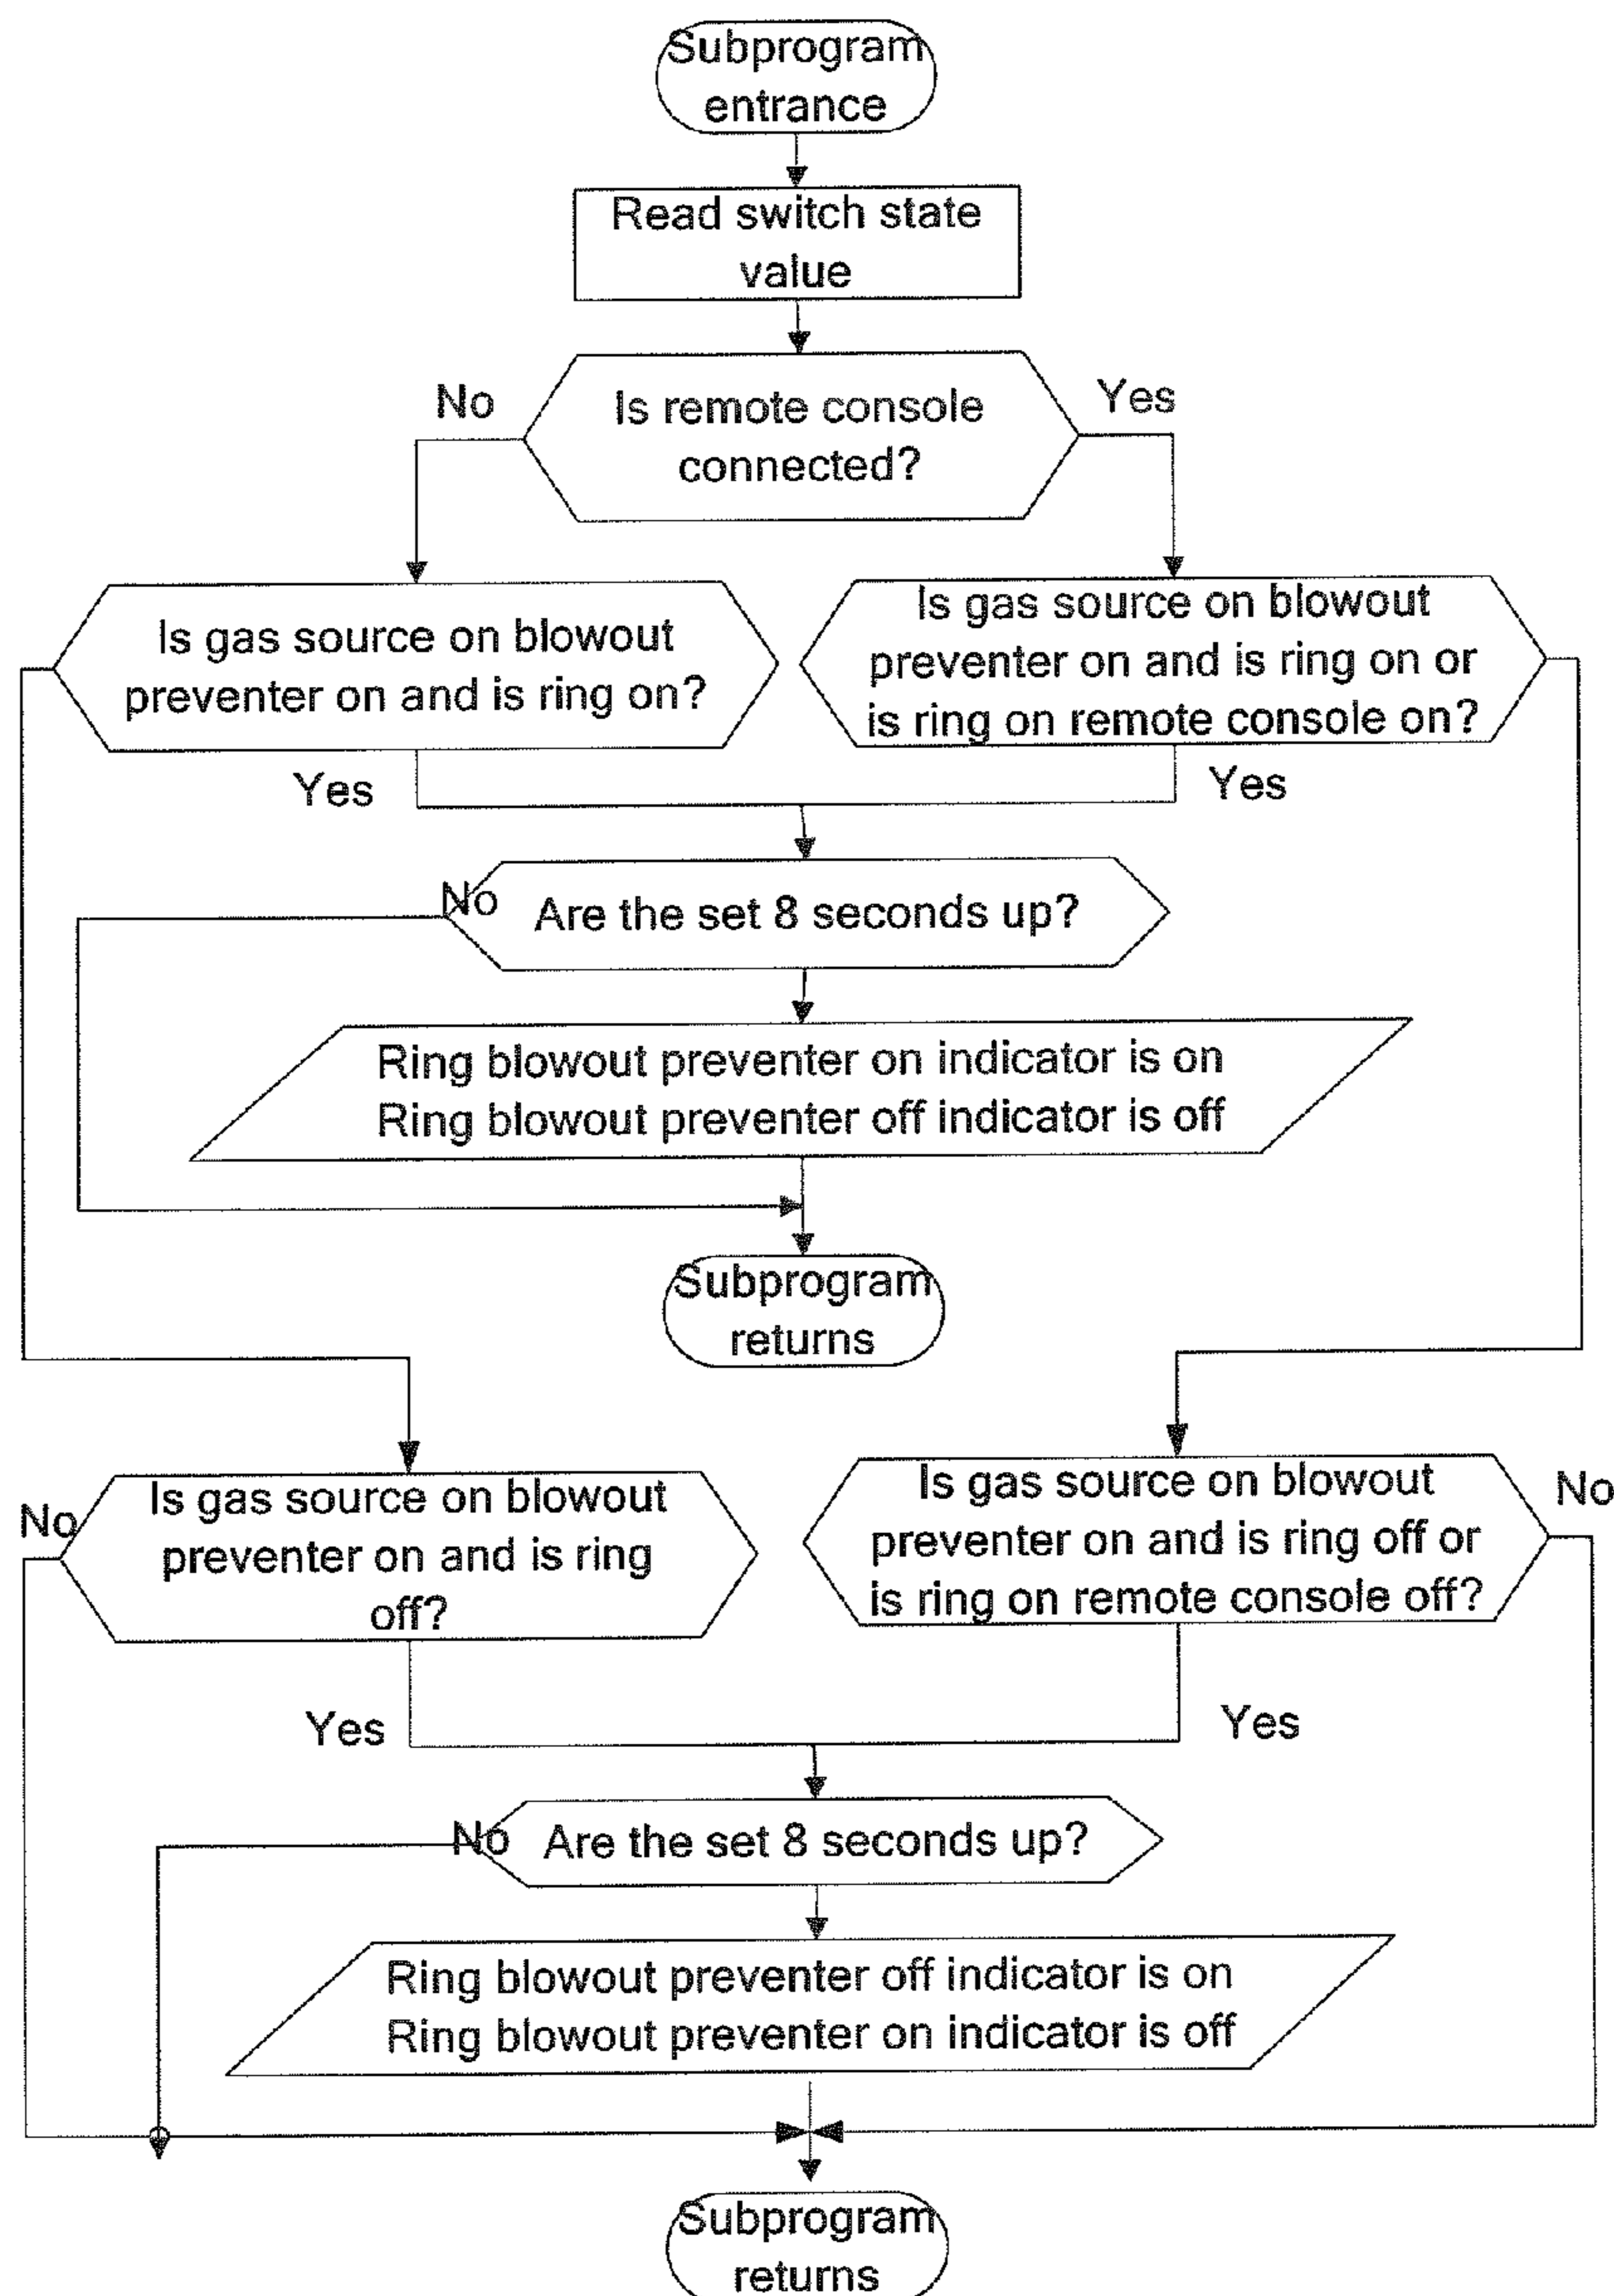 Subprogram
entrance
Read switch state
value
No
Yes
Is remote console
connected?
Is gas source on blowout
preventer on and is ring on?
Is gas source on blowout
preventer on and is ring on or
is ring on remote console on?
Yes
Yes
No
Are the set 8 seconds up?
Ring blowout preventer on indicator is on
Ring blowout preventer off indicator is off
Subprogram
returns
No
Is gas source on blowout
preventer on and is ring
off?
Is gas source on blowout
preventer on and is ring off or
is ring on remote console off?
No
Yes
Yes
No
Are the set 8 seconds up?
Ring blowout preventer off indicator is on
Ring blowout preventer on indicator is off
Subprogram
returns